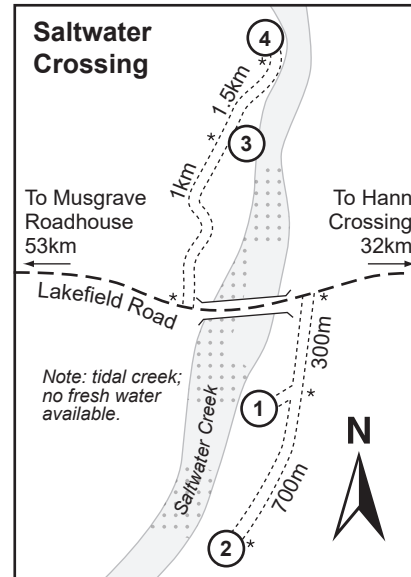 Saltwater
Crossing
4
1.5km
3
1km
To Musgrave
Roadhouse
53km
To Hann
Crossing
32km
Lakefield Road
300m
Note: tidal creek;
no fresh water
available.
1
Saltwater Creek
N
700m
2